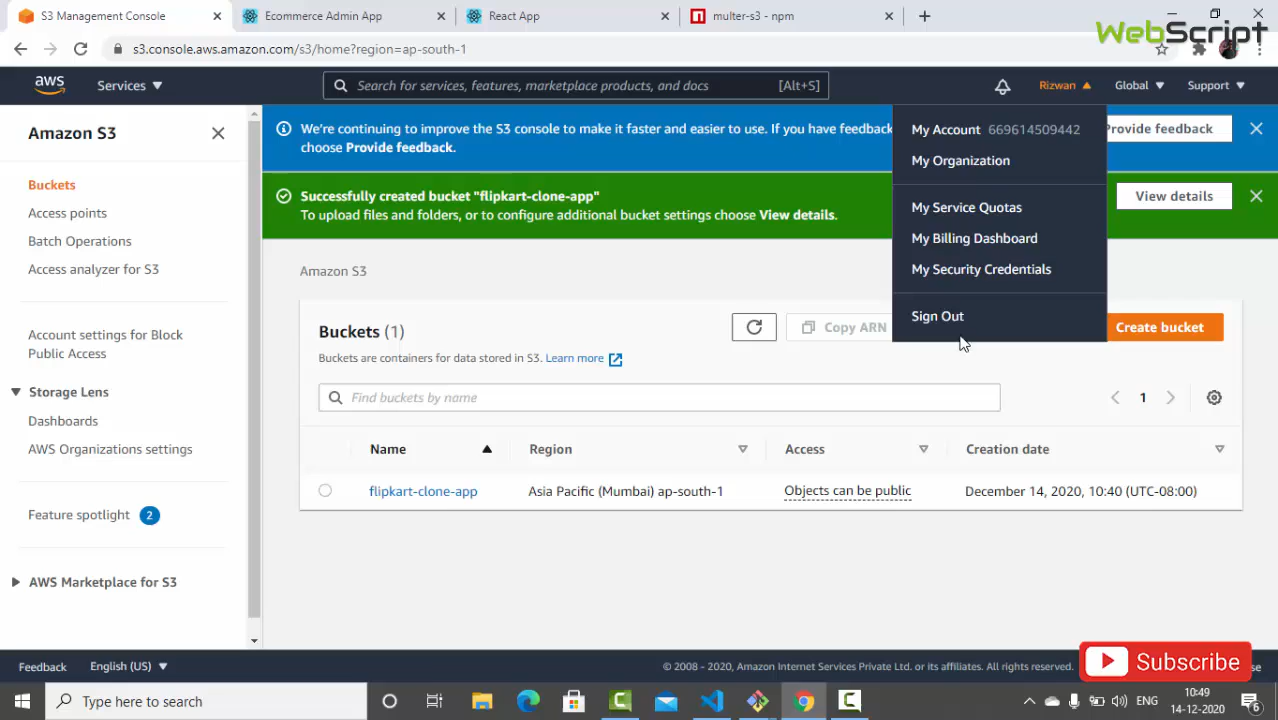 S3 Management Console
Ecommerce Admin App
React App
multer-s3 - npm
WebScript
s3.console.aws.amazon.com/s3/home?region=ap-south-1
aws
Services
Search for services, features, marketplace products, and docs
[Alt+S]
Rizwan
Global
Support
Amazon S3
Buckets
Access points
Batch Operations
Access analyzer for S3
Account settings for Block
Public Access
Storage Lens
Dashboards
AWS Organizations settings
Feature spotlight
2
AWS Marketplace for S3
We're continuing to improve the S3 console to make it faster and easier to use. If you have feedback
choose Provide feedback.
Provide feedback
Successfully created bucket "flipkart-clone-app"
To upload files and folders, or to configure additional bucket settings choose View details.
View details
My Account 669614509442
My Organization
My Service Quotas
My Billing Dashboard
My Security Credentials
Sign Out
Amazon S3
Buckets (1)
Copy ARN
Create bucket
Buckets are containers for data stored in S3. Learn more
Find buckets by name
1
Name
Region
Access
Creation date
flipkart-clone-app
Asia Pacific (Mumbai) ap-south-1
Objects can be public
December 14, 2020, 10:40 (UTC-08:00)
Feedback
English (US)
© 2008 - 2020, Amazon Internet Services Private Ltd. or its affiliates. All rights reserved.
Subscribe
Type here to search
ENG
10:49
14-12-2020
6